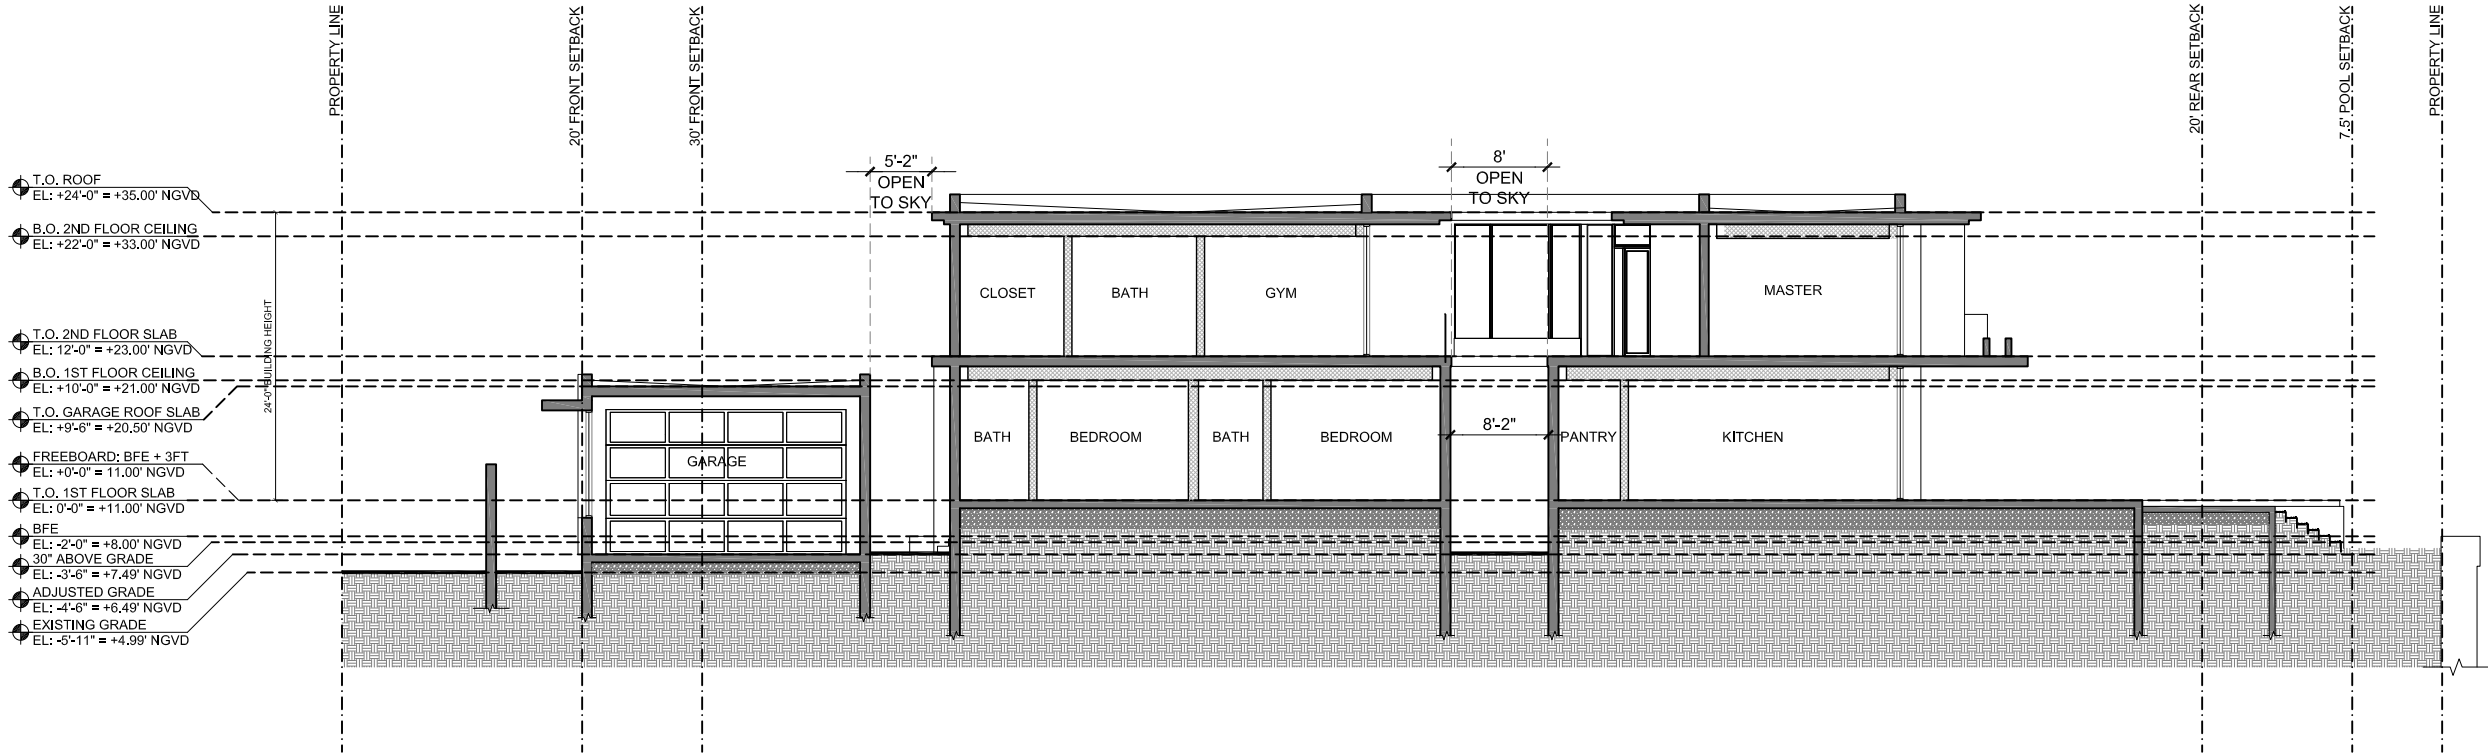 PROPERTY LINE
20' FRONT SETBACK
30' FRONT SETBACK
20' REAR SETBACK
7.5' POOL SETBACK
PROPERTY LINE
5'-2"
OPEN
TO SKY
8'
OPEN
TO SKY
T.O. ROOF
EL: +24'-0" = +35.00' NGVD
B.O. 2ND FLOOR CEILING
EL: +22'-0" = +33.00' NGVD
T.O. 2ND FLOOR SLAB
EL: 12'-0" = +23.00' NGVD
B.O. 1ST FLOOR CEILING
EL: +10'-0" = +21.00' NGVD
T.O. GARAGE ROOF SLAB
EL: +9'-6" = +20.50' NGVD
FREEBOARD: BFE + 3FT
EL: +0'-0" = 11.00' NGVD
T.O. 1ST FLOOR SLAB
EL: 0'-0" = +11.00' NGVD
BFE
EL: -2'-0" = +8.00' NGVD
30" ABOVE GRADE
EL: -3'-6" = +7.49' NGVD
ADJUSTED GRADE
EL: -4'-6" = +6.49' NGVD
EXISTING GRADE
EL: -5'-11" = +4.99' NGVD
24'-0" BUILDING HEIGHT
CLOSET
BATH
GYM
MASTER
GARAGE
BATH
BEDROOM
BATH
BEDROOM
8'-2"
PANTRY
KITCHEN